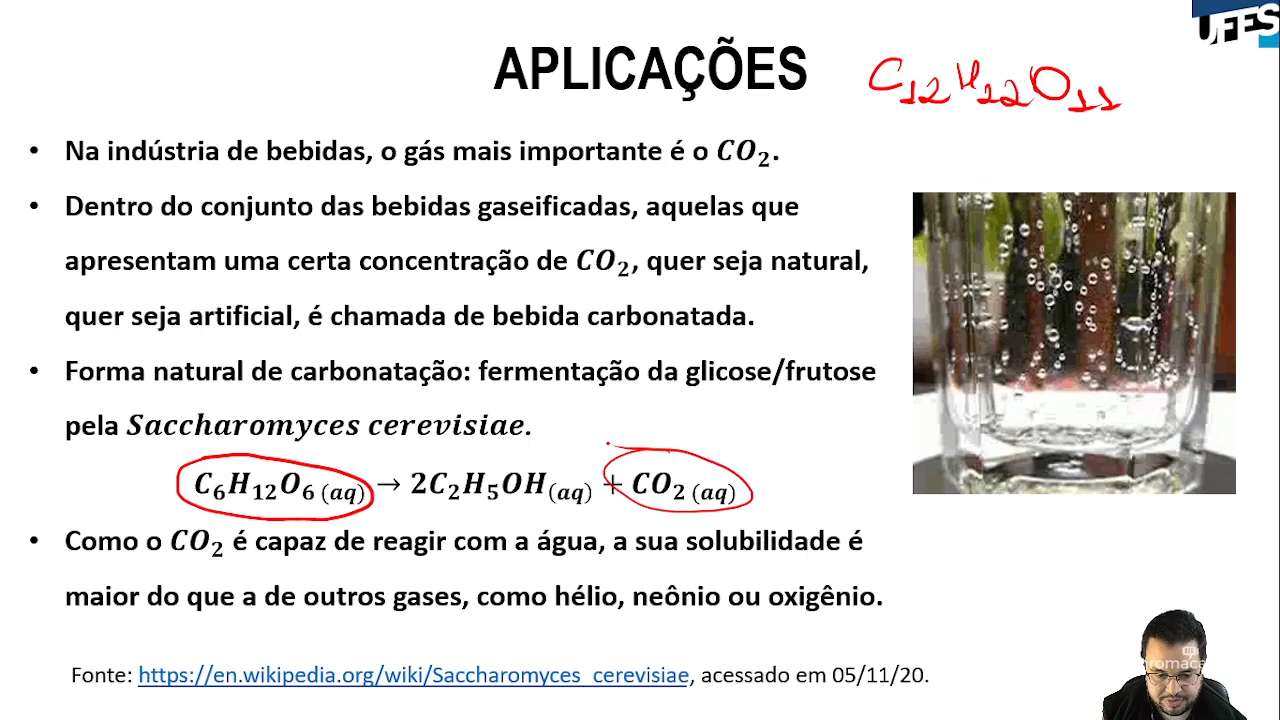 UFES
APLICAÇÕES
C₁₂H₂₂O₁₁
• Na indústria de bebidas, o gás mais importante é o CO₂.
• Dentro do conjunto das bebidas gaseificadas, aquelas que
apresentam uma certa concentração de CO₂, quer seja natural,
quer seja artificial, é chamada de bebida carbonatada.
• Forma natural de carbonatação: fermentação da glicose/frutose
pela Saccharomyces cerevisiae.
C₆H₁₂O₆ (aq) → 2C₂H₅OH(aq) + CO₂ (aq)
• Como o CO₂ é capaz de reagir com a água, a sua solubilidade é
maior do que a de outros gases, como hélio, neônio ou oxigênio.
Fonte: https://en.wikipedia.org/wiki/Saccharomyces_cerevisiae, acessado em 05/11/20.